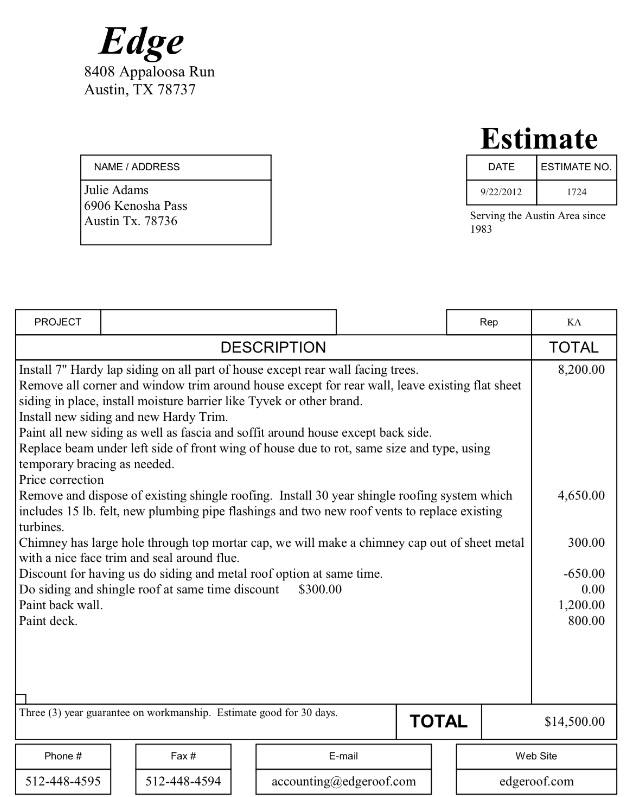 Edge
8408 Appaloosa Run
Austin, TX 78737
Estimate
NAME / ADDRESS
Julie Adams
6906 Kenosha Pass
Austin Tx. 78736
DATE ESTIMATE NO.
9/22/2012 1724
Serving the Austin Area since
1983
PROJECT Rep KA
DESCRIPTION TOTAL
Install 7" Hardy lap siding on all part of house except rear wall facing trees. 8,200.00
Remove all corner and window trim around house except for rear wall, leave existing flat sheet
siding in place, install moisture barrier like Tyvek or other brand.
Install new siding and new Hardy Trim.
Paint all new siding as well as fascia and soffit around house except back side.
Replace beam under left side of front wing of house due to rot, same size and type, using
temporary bracing as needed.
Price correction
Remove and dispose of existing shingle roofing. Install 30 year shingle roofing system which 4,650.00
includes 15 lb. felt, new plumbing pipe flashings and two new roof vents to replace existing
turbines.
Chimney has large hole through top mortar cap, we will make a chimney cap out of sheet metal 300.00
with a nice face trim and seal around flue.
Discount for having us do siding and metal roof option at same time. -650.00
Do siding and shingle roof at same time discount $300.00 0.00
Paint back wall. 1,200.00
Paint deck. 800.00
Three (3) year guarantee on workmanship. Estimate good for 30 days.
TOTAL $14,500.00
Phone # Fax # E-mail Web Site
512-448-4595 512-448-4594 accounting@edgeroof.com edgeroof.com